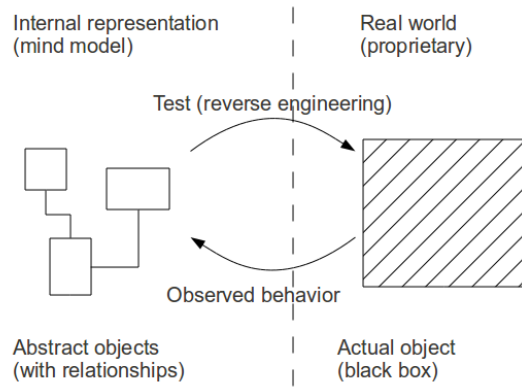 Internal representation
(mind model)
Real world
(proprietary)
Test (reverse engineering)
Observed behavior
Abstract objects
(with relationships)
Actual object
(black box)